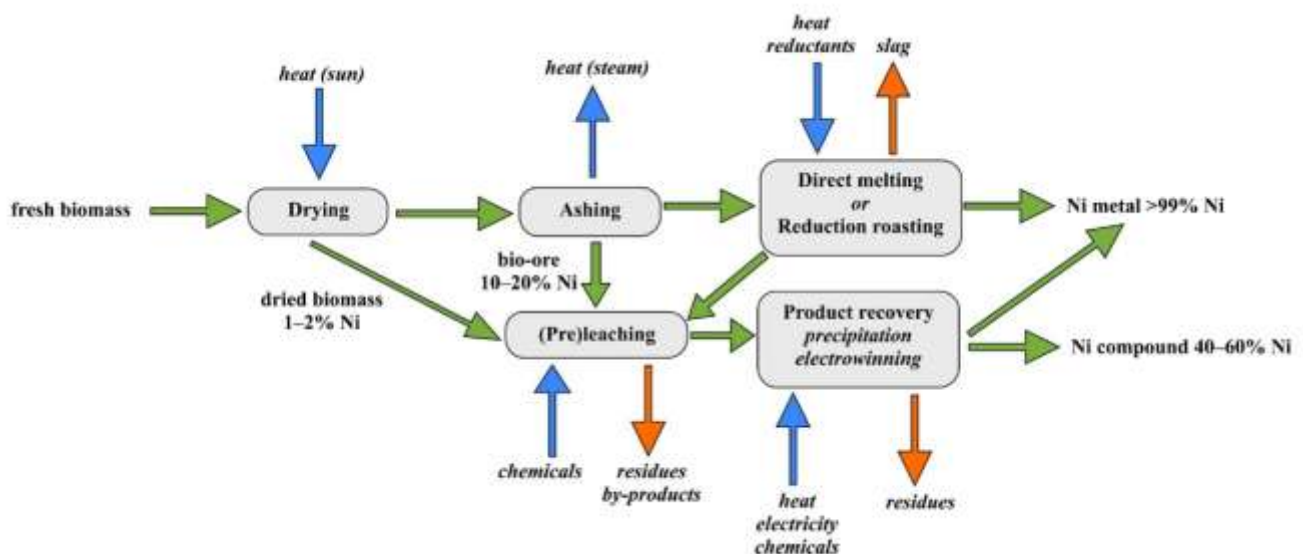 heat
reductants
slag
heat (sun)
heat (steam)
fresh biomass
Drying
Ashing
Direct melting
or
Reduction roasting
Ni metal >99% Ni
dried biomass
1–2% Ni
bio-ore
10–20% Ni
(Pre)leaching
Product recovery
precipitation
electrowinning
Ni compound 40–60% Ni
chemicals
residues
by-products
heat
electricity
chemicals
residues